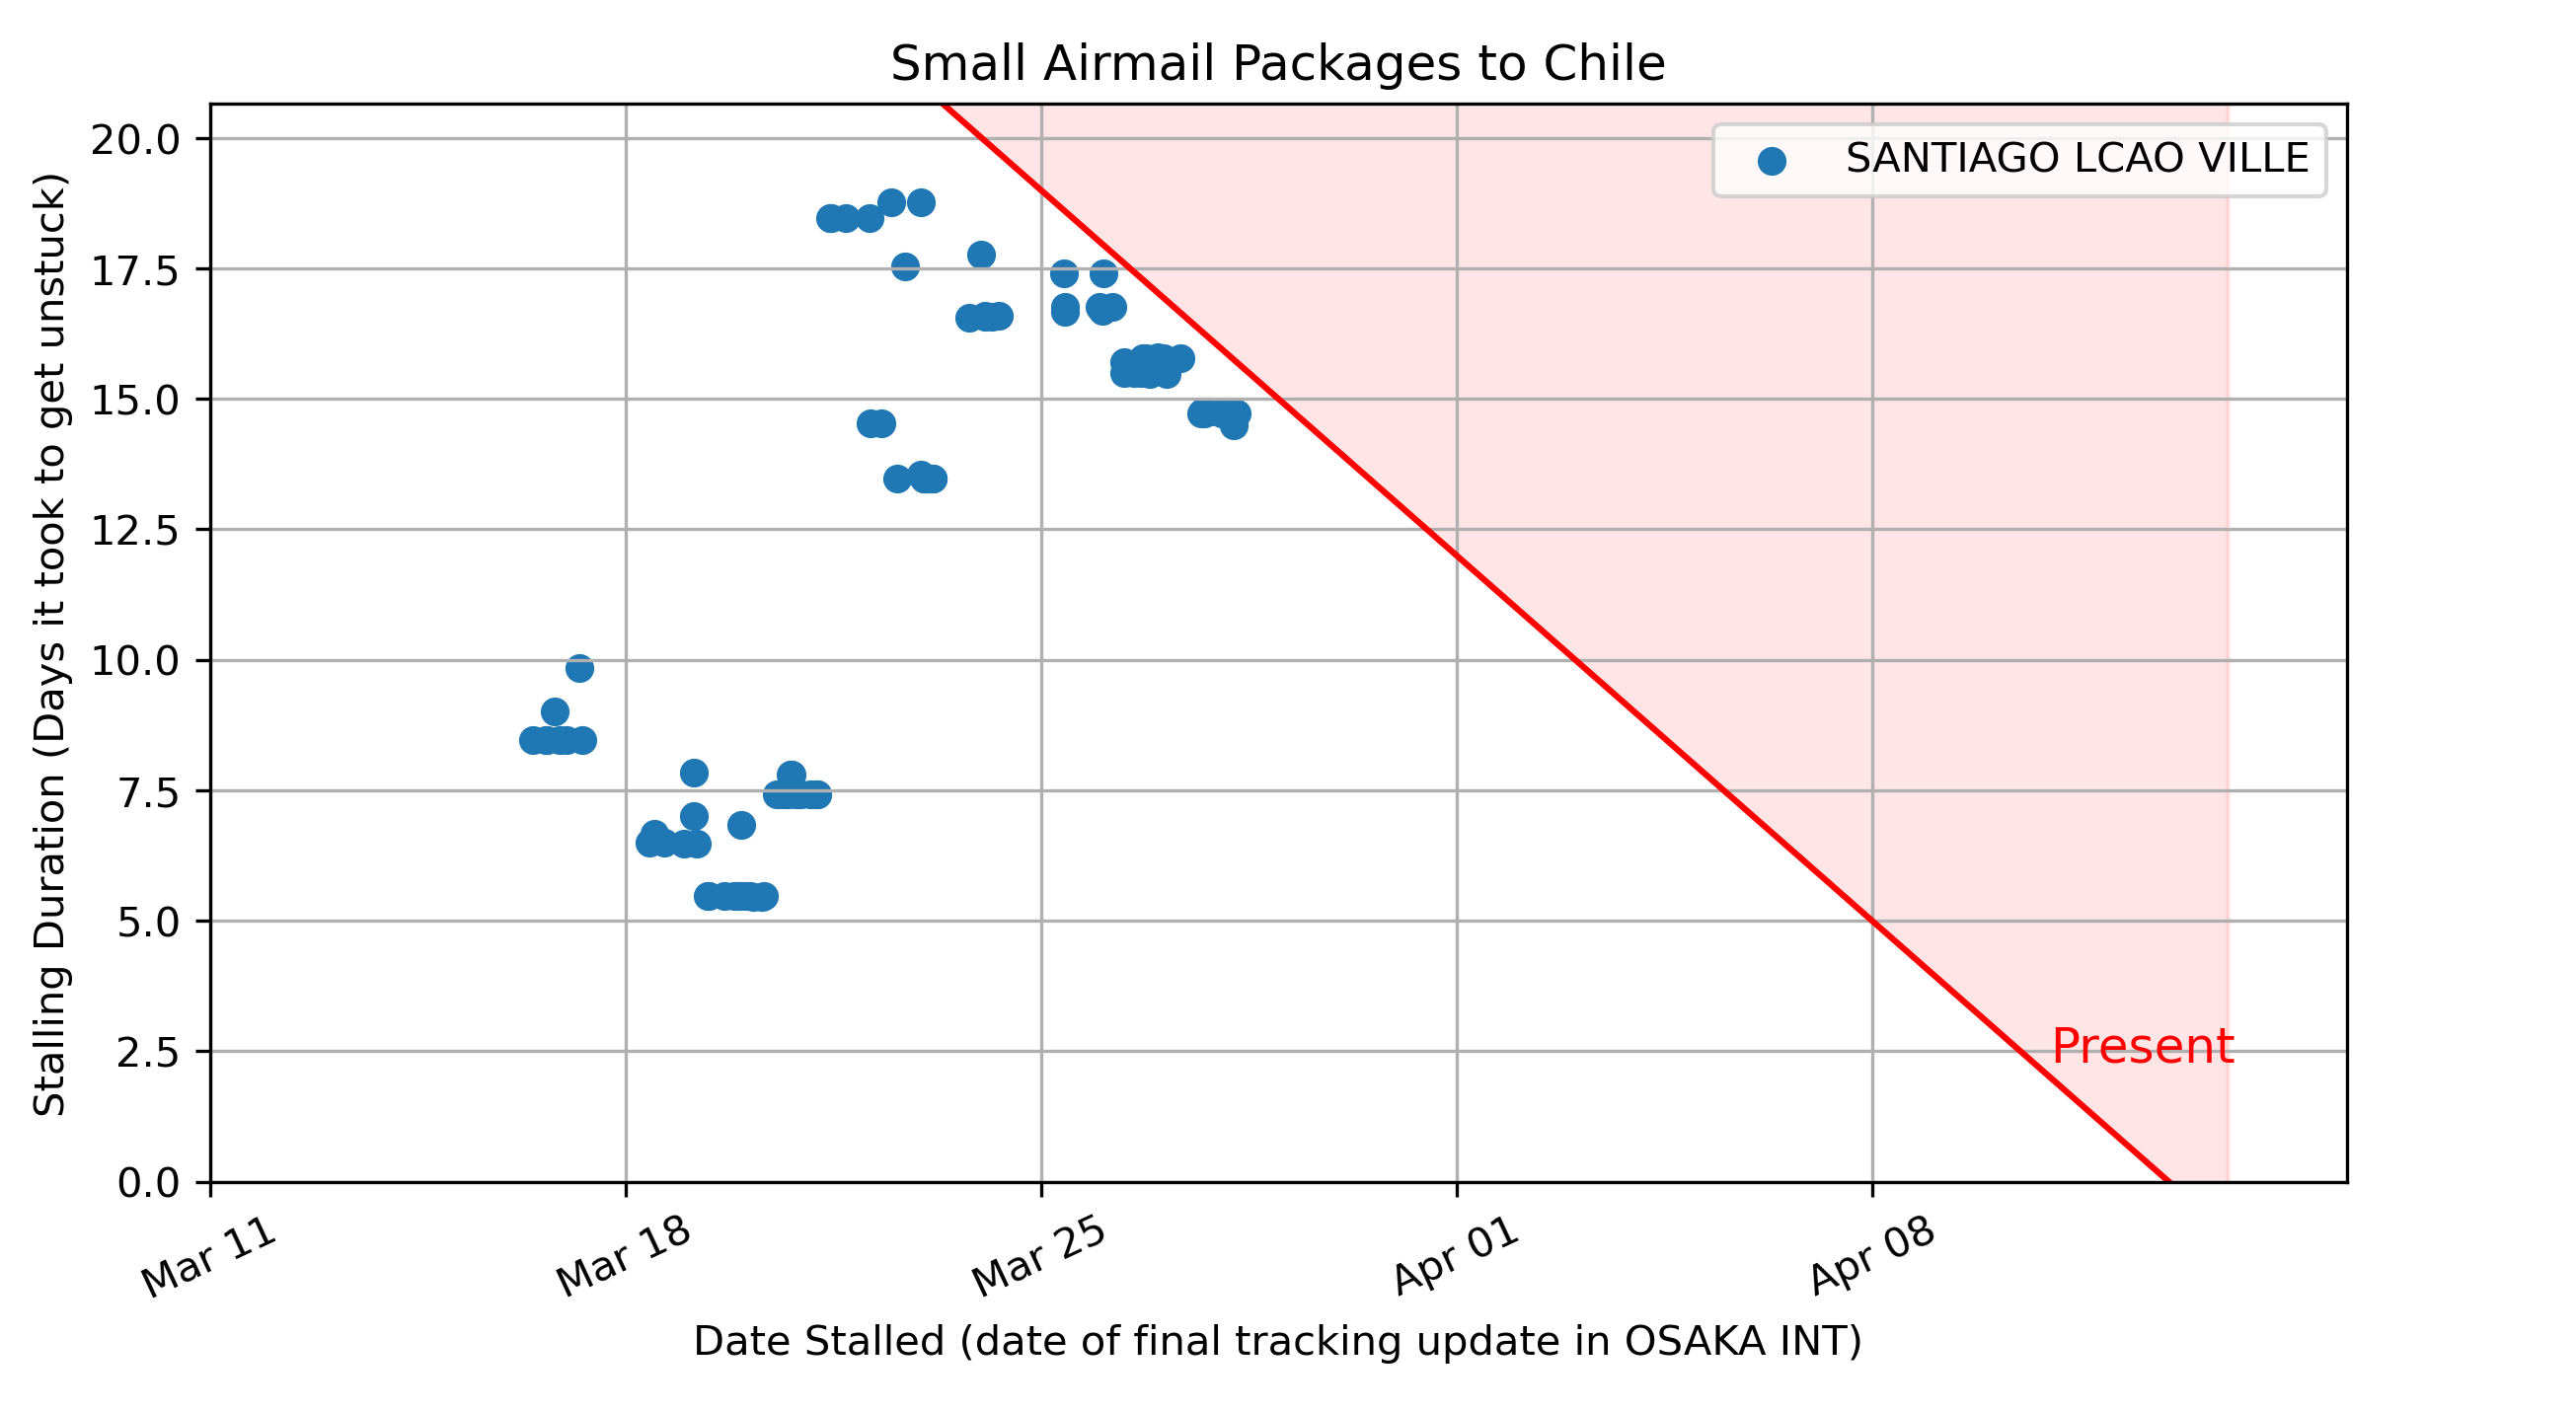 Small Airmail Packages to Chile
SANTIAGO LCAO VILLE
Stalling Duration (Days it took to get unstuck)
20.0
17.5
15.0
12.5
10.0
7.5
5.0
2.5
0.0
Present
Mar 11
Mar 18
Mar 25
Apr 01
Apr 08
Date Stalled (date of final tracking update in OSAKA INT)